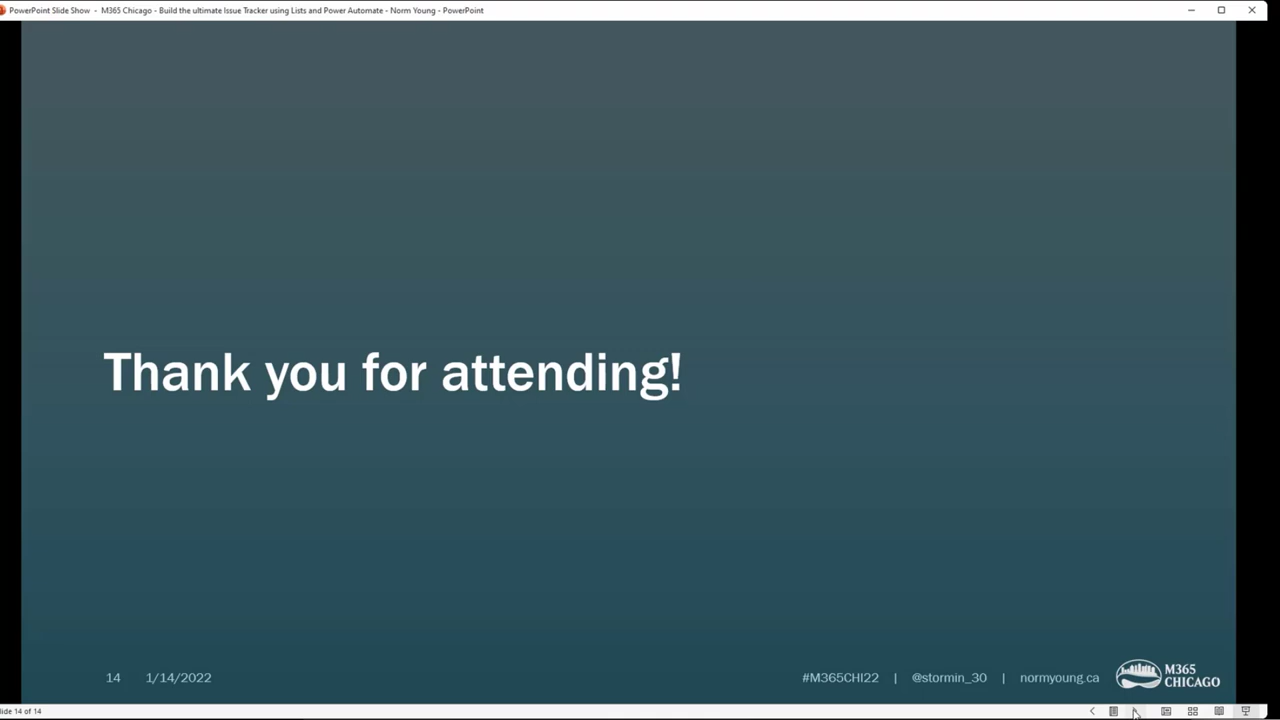 PowerPoint Slide Show - M365 Chicago - Build the ultimate Issue Tracker using Lists and Power Automate - Norm Young - PowerPoint
Thank you for attending!
14 1/14/2022 #M365CHI22 | @stormin_30 | normyoung.ca
M365
CHICAGO
lide 14 of 14